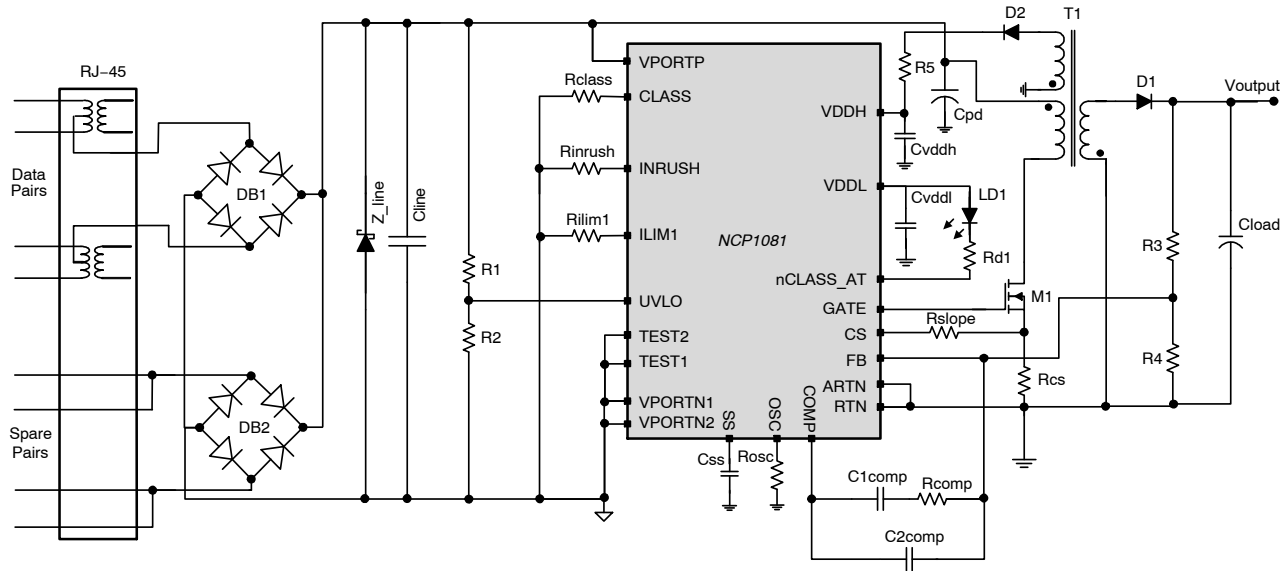 RJ-45
Data
Pairs
Spare
Pairs
DB1
DB2
Z_line
Cline
R1
R2
Rclass
Rinrush
Rilim1
VPORTP
CLASS
INRUSH
ILIM1
UVLO
TEST2
TEST1
VPORTN1
VPORTN2
NCP1081
SS
OSC
COMP
VDDH
VDDL
nCLASS_AT
GATE
CS
FB
ARTN
RTN
Css
Rosc
C1comp
Rcomp
C2comp
R5
D2
T1
Cpd
Cvddh
Cvddl
LD1
Rd1
M1
Rslope
Rcs
D1
Voutput
R3
R4
Cload